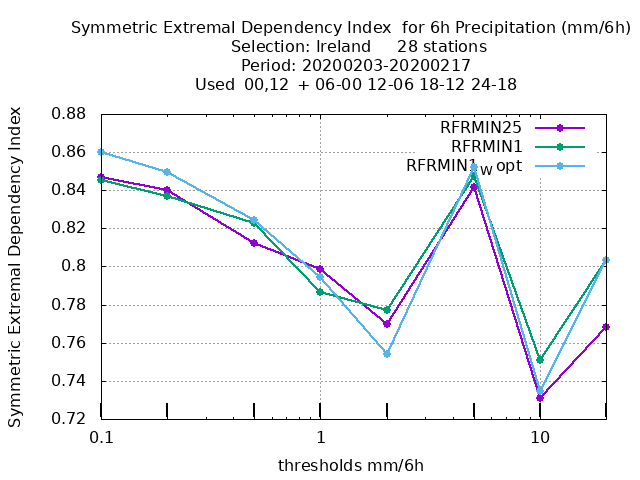 Symmetric Extremal Dependency Index  for 6h Precipitation (mm/6h)
Selection: Ireland     28 stations
Period: 20200203-20200217
Used  00,12  + 06-00 12-06 18-12 24-18
Symmetric Extremal Dependency Index
0.88
0.86
0.84
0.82
0.8
0.78
0.76
0.74
0.72
RFRMIN25
RFRMIN1
RFRMIN1wopt
0.1
1
10
thresholds mm/6h